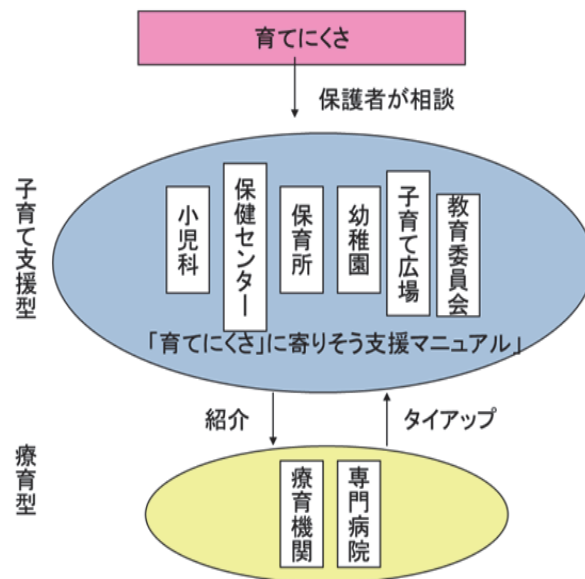 育てにくさ
保護者が相談
子育て支援型
小児科
保健センター
保育所
幼稚園
子育て広場
教育委員会
「育てにくさ」に寄りそう支援マニュアル」
紹介
タイアップ
療育型
療育機関
専門病院